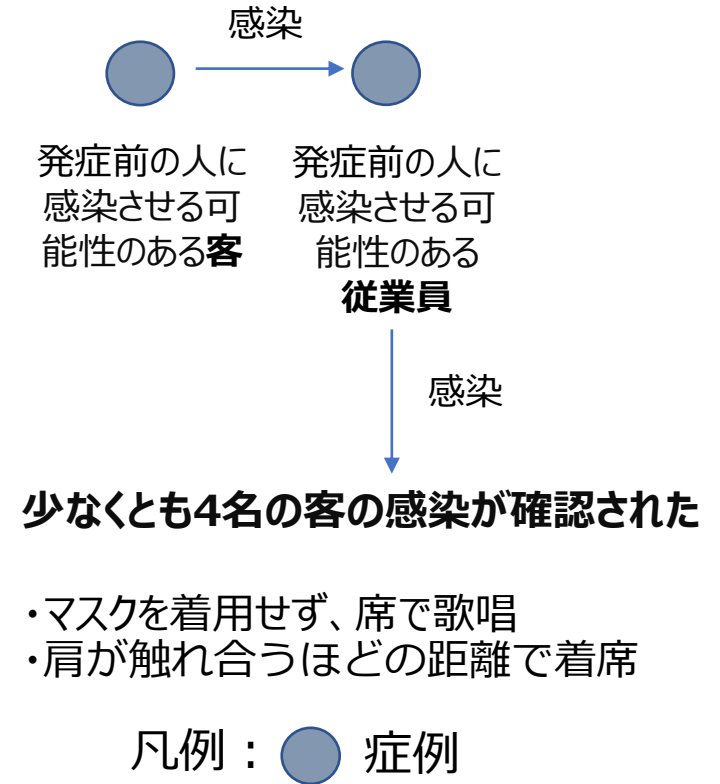 感染
発症前の人に
感染させる可
能性のある客
発症前の人に
感染させる可
能性のある
従業員
感染
少なくとも4名の客の感染が確認された
・マスクを着用せず、席で歌唱
・肩が触れ合うほどの距離で着席
凡例： 症例